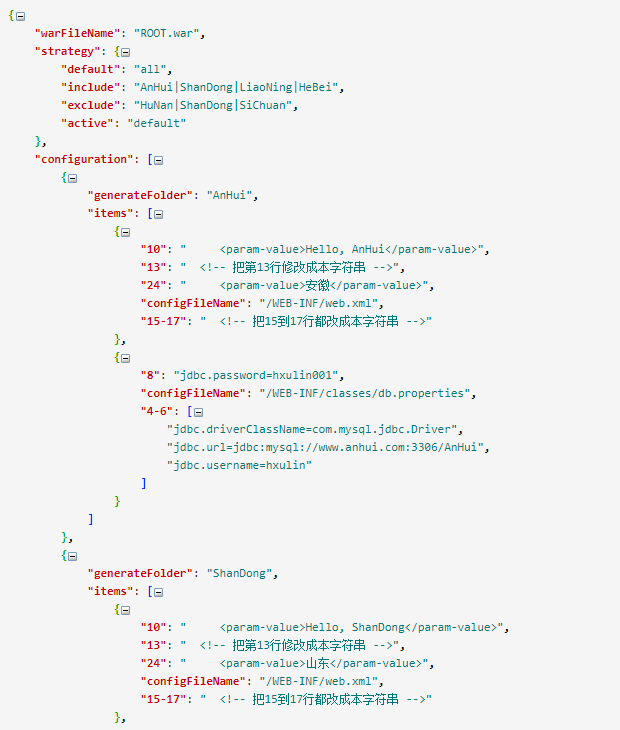 {
"warFileName": "ROOT.war",
"strategy": {
"default": "all",
"include": "AnHui|ShanDong|LiaoNing|HeBei",
"exclude": "HuNan|ShanDong|SiChuan",
"active": "default"
},
"configuration": [
{
"generateFolder": "AnHui",
"items": [
{
"10": "     <param-value>Hello, AnHui</param-value>",
"13": "  <!-- 把第13行修改成本字符串 -->",
"24": "     <param-value>安徽</param-value>",
"configFileName": "/WEB-INF/web.xml",
"15-17": "  <!-- 把15到17行都改成本字符串 -->"
},
{
"8": "jdbc.password=hxulin001",
"configFileName": "/WEB-INF/classes/db.properties",
"4-6": [
"jdbc.driverClassName=com.mysql.jdbc.Driver",
"jdbc.url=jdbc:mysql://www.anhui.com:3306/AnHui",
"jdbc.username=hxulin"
]
}
]
},
{
"generateFolder": "ShanDong",
"items": [
{
"10": "     <param-value>Hello, ShanDong</param-value>",
"13": "  <!-- 把第13行修改成本字符串 -->",
"24": "     <param-value>山东</param-value>",
"configFileName": "/WEB-INF/web.xml",
"15-17": "  <!-- 把15到17行都改成本字符串 -->"
},